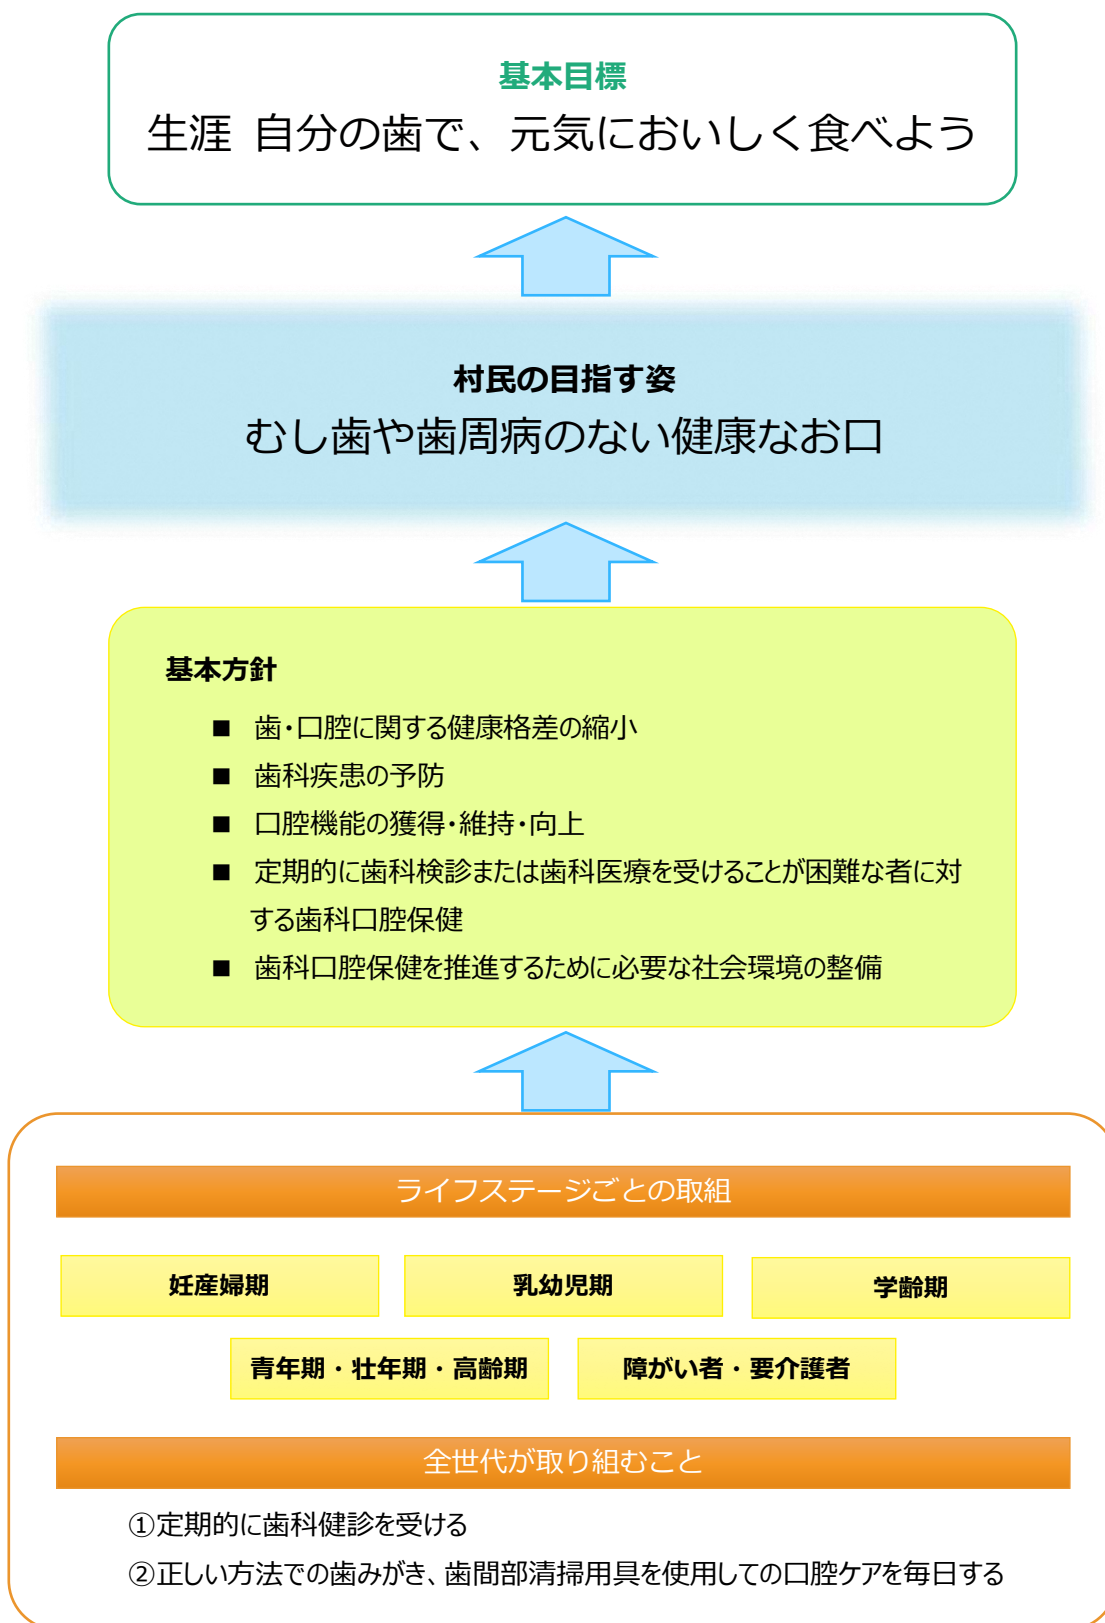 基本目標
生涯 自分の歯で、元気においしく食べよう
村民の目指す姿
むし歯や歯周病のない健康なお口
基本方針
■ 歯・口腔に関する健康格差の縮小
■ 歯科疾患の予防
■ 口腔機能の獲得・維持・向上
■ 定期的に歯科検診または歯科医療を受けることが困難な者に対
する歯科口腔保健
■ 歯科口腔保健を推進するために必要な社会環境の整備
ライフステージごとの取組
妊産婦期 乳幼児期 学齢期
青年期・壮年期・高齢期 障がい者・要介護者
全世代が取り組むこと
①定期的に歯科健診を受ける
②正しい方法での歯みがき、歯間部清掃用具を使用しての口腔ケアを毎日する